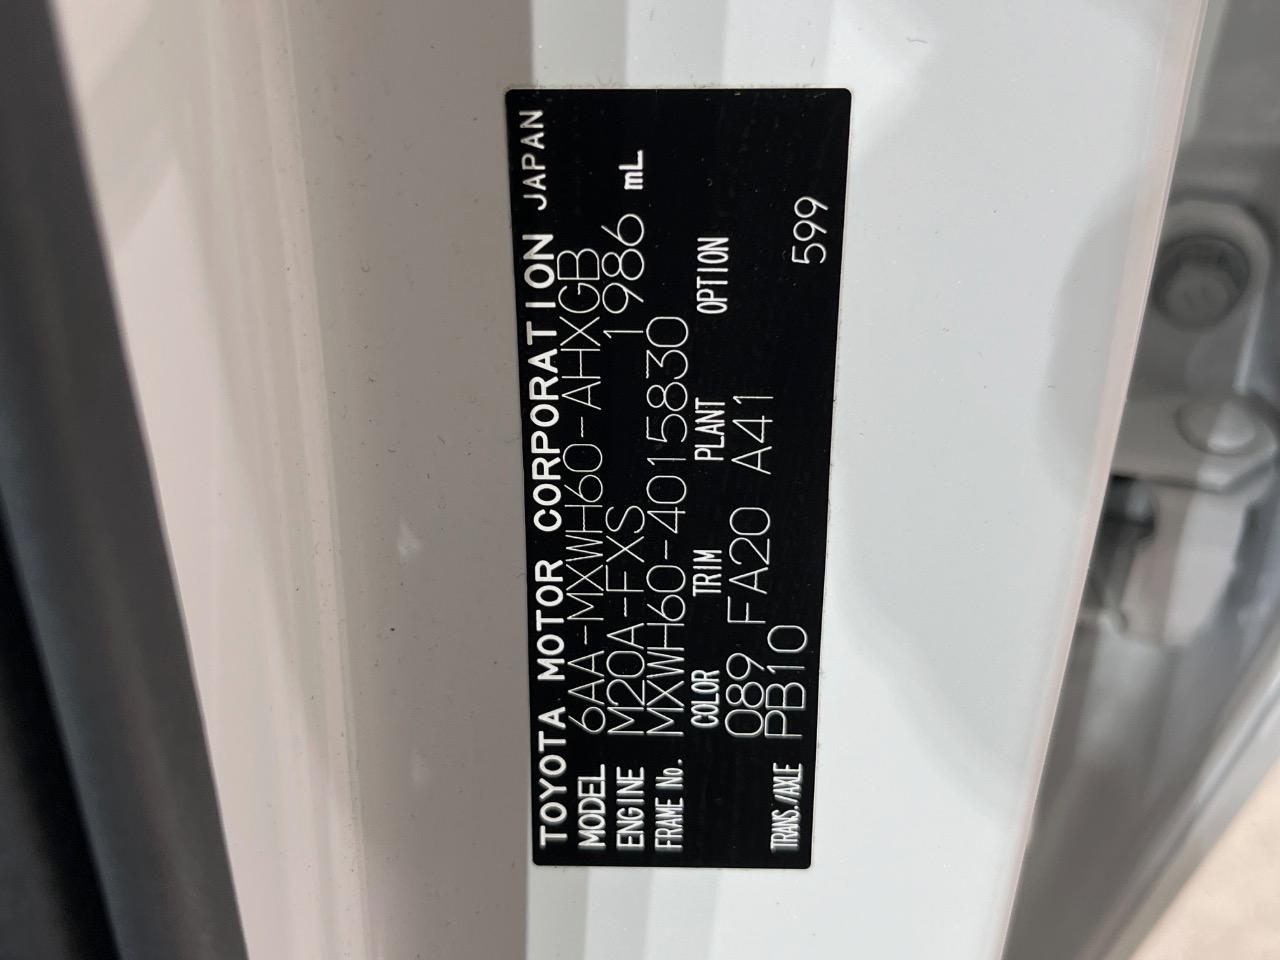 TOYOTA MOTOR CORPORATION JAPAN
MODEL 6AA-MXWH60-AHXGB
ENGINE M20A-FXS 1986 mL
FRAME No. MXWH60-4015830
COLOR TRIM PLANT OPTION
089 FA20 A41
TRANS./AXLE PB10 599